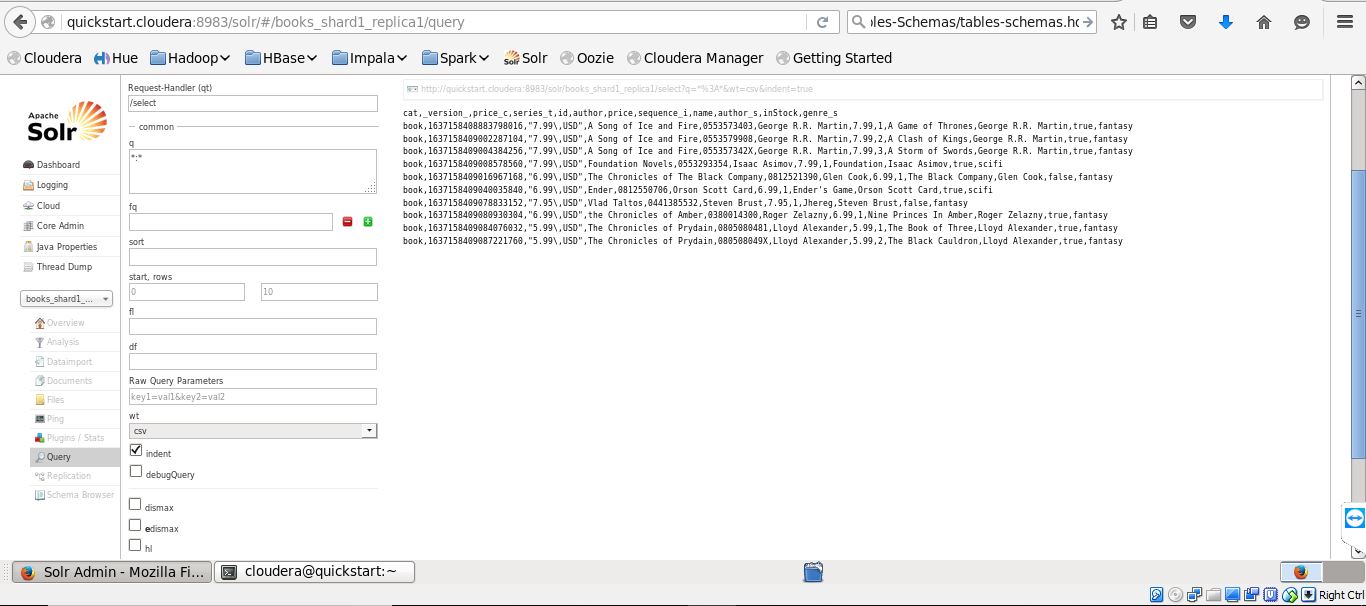 quickstart.cloudera:8983/solr/#/books_shard1_replica1/query
les-Schemas/tables-schemas.hq
Cloudera Hue Hadoop HBase Impala Spark Solr Oozie Cloudera Manager Getting Started
Apache
Solr
Dashboard
Logging
Cloud
Core Admin
Java Properties
Thread Dump
books_shard1_...
Overview
Analysis
Dataimport
Documents
Files
Ping
Plugins / Stats
Query
Replication
Schema Browser
Request-Handler (qt)
/select
common
q
*:*
fq
sort
start, rows
0 10
fl
df
Raw Query Parameters
key1=val1&key2=val2
wt
csv
indent
debugQuery
dismax
edismax
hl
http://quickstart.cloudera:8983/solr/books_shard1_replica1/select?q=*%3A*&wt=csv&indent=true
cat,_version_,price_c,series_t,id,author,price,sequence_i,name,author_s,inStock,genre_s
book,1637158408883798016,"7.99\,USD",A Song of Ice and Fire,0553573403,George R.R. Martin,7.99,1,A Game of Thrones,George R.R. Martin,true,fantasy
book,1637158409002287104,"7.99\,USD",A Song of Ice and Fire,0553579908,George R.R. Martin,7.99,2,A Clash of Kings,George R.R. Martin,true,fantasy
book,1637158409004384256,"7.99\,USD",A Song of Ice and Fire,055357342X,George R.R. Martin,7.99,3,A Storm of Swords,George R.R. Martin,true,fantasy
book,1637158409008578560,"7.99\,USD",Foundation Novels,0553293354,Isaac Asimov,7.99,1,Foundation,Isaac Asimov,true,scifi
book,1637158409016967168,"6.99\,USD",The Chronicles of The Black Company,0812521390,Glen Cook,6.99,1,The Black Company,Glen Cook,false,fantasy
book,1637158409040035840,"6.99\,USD",Ender,0812550706,Orson Scott Card,6.99,1,Ender's Game,Orson Scott Card,true,scifi
book,1637158409078833152,"7.95\,USD",Vlad Taltos,0441385532,Steven Brust,7.95,1,Jhereg,Steven Brust,false,fantasy
book,1637158409080930304,"6.99\,USD",the Chronicles of Amber,0380014300,Roger Zelazny,6.99,1,Nine Princes In Amber,Roger Zelazny,true,fantasy
book,1637158409084076032,"5.99\,USD",The Chronicles of Prydain,0805080481,Lloyd Alexander,5.99,1,The Book of Three,Lloyd Alexander,true,fantasy
book,1637158409087221760,"5.99\,USD",The Chronicles of Prydain,080508049X,Lloyd Alexander,5.99,2,The Black Cauldron,Lloyd Alexander,true,fantasy
Solr Admin - Mozilla Fi... cloudera@quickstart:~
Right Ctrl